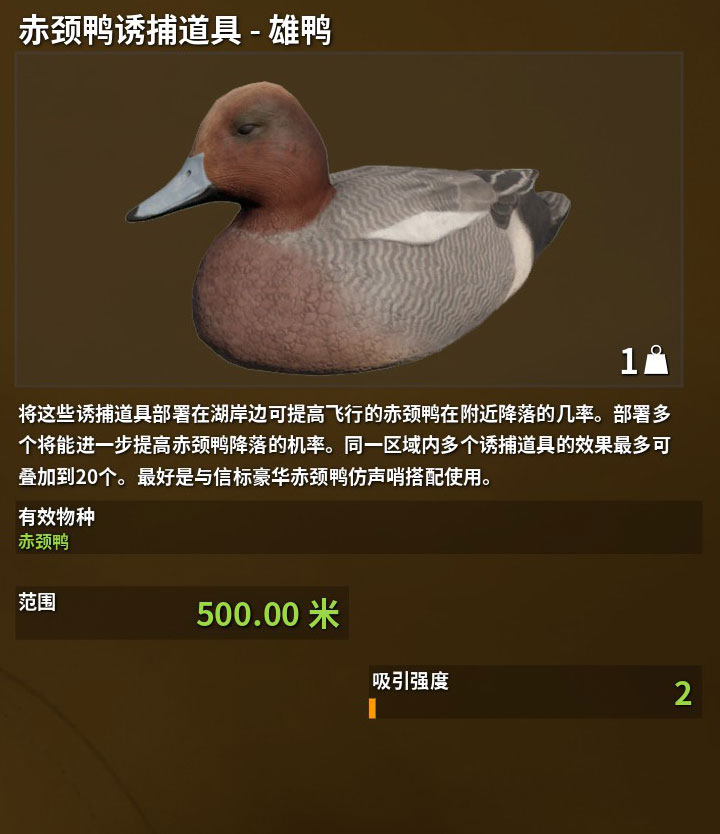 赤颈鸭诱捕道具 - 雄鸭
1
将这些诱捕道具部署在湖岸边可提高飞行的赤颈鸭在附近降落的几率。部署多
个将能进一步提高赤颈鸭降落的机率。同一区域内多个诱捕道具的效果最多可
叠加到20个。最好是与信标豪华赤颈鸭仿声哨搭配使用。
有效物种
赤颈鸭
范围
500.00 米
吸引强度
2